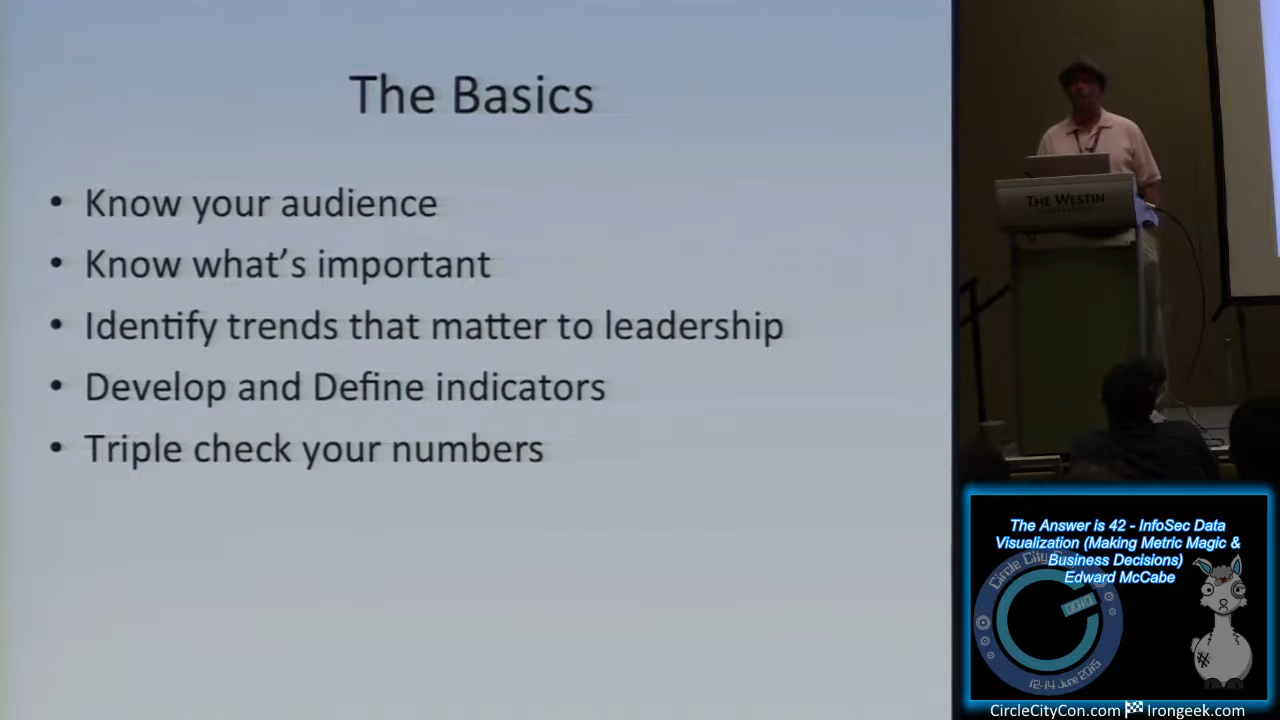 The Basics
• Know your audience
• Know what's important
• Identify trends that matter to leadership
• Develop and Define indicators
• Triple check your numbers
THE WESTIN
The Answer is 42 - InfoSec Data
Visualization (Making Metric Magic &
Business Decisions)
Edward McCabe
Circle City
12-14 June 2015
CircleCityCon.com
Irongeek.com